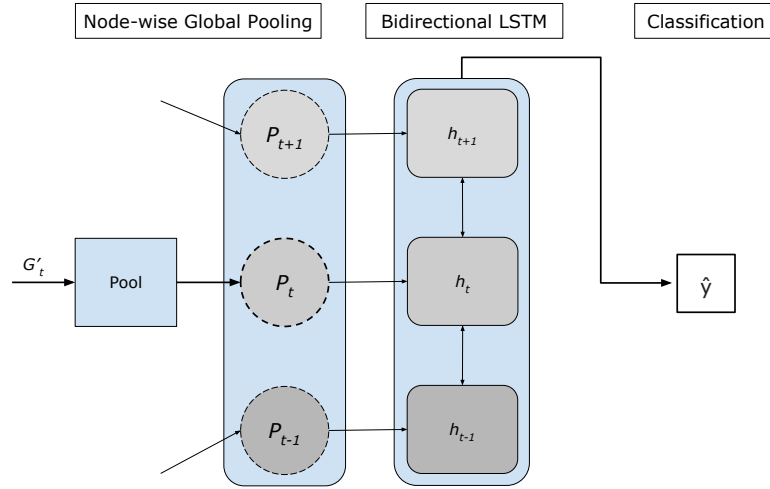 Node-wise Global Pooling
Bidirectional LSTM
Classification
P_{t+1}
h_{t+1}
G'_t
Pool
P_t
h_t
ŷ
P_{t-1}
h_{t-1}